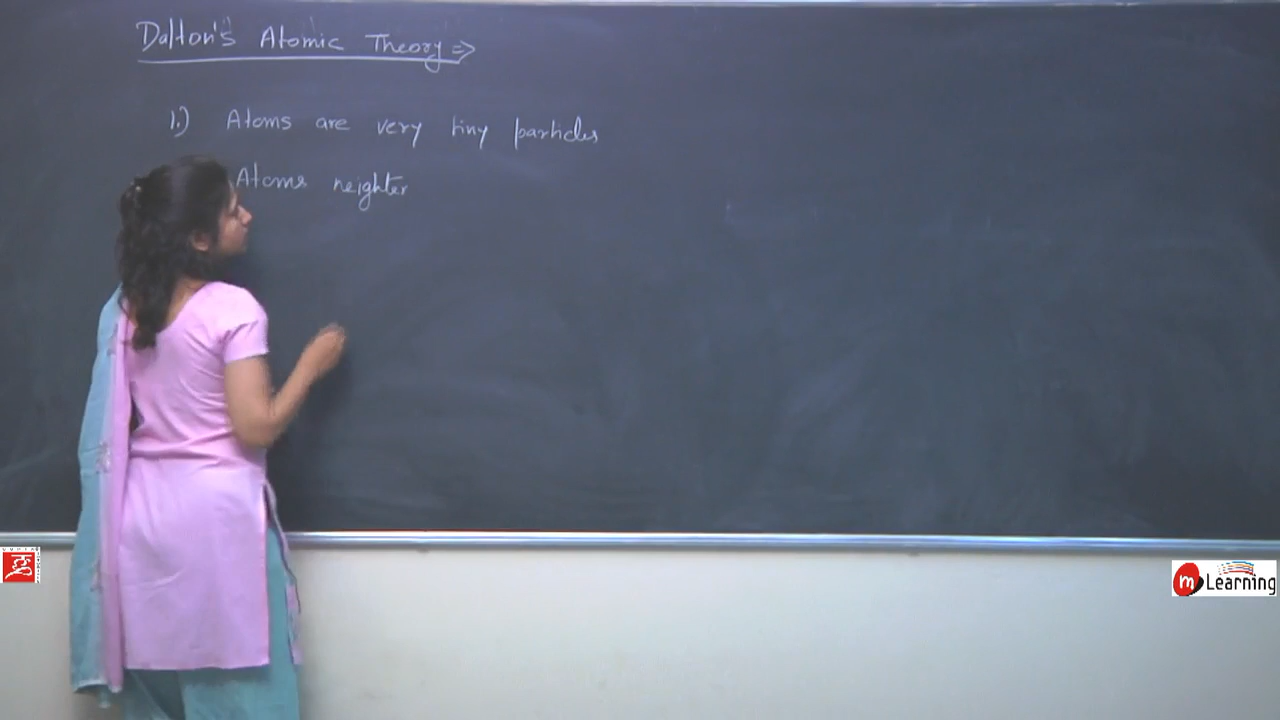 Dalton's Atomic Theory =>
1.) Atoms are very tiny particles
Atoms neighter
m Learning